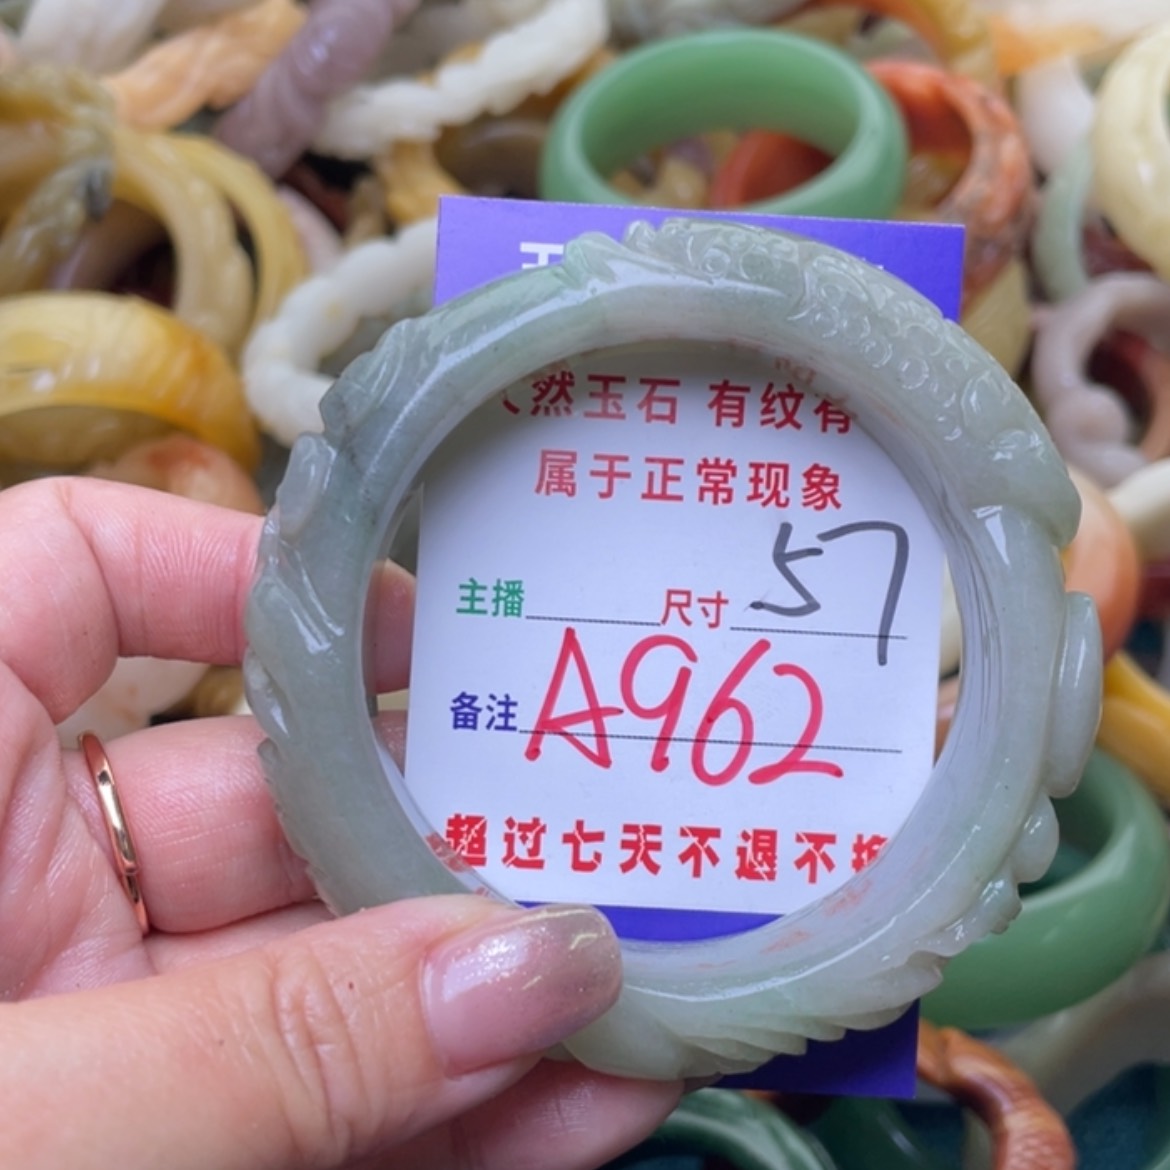 然玉石 有纹有
属于正常现象
主播 尺寸 57
备注 A962
超过七天不退不换